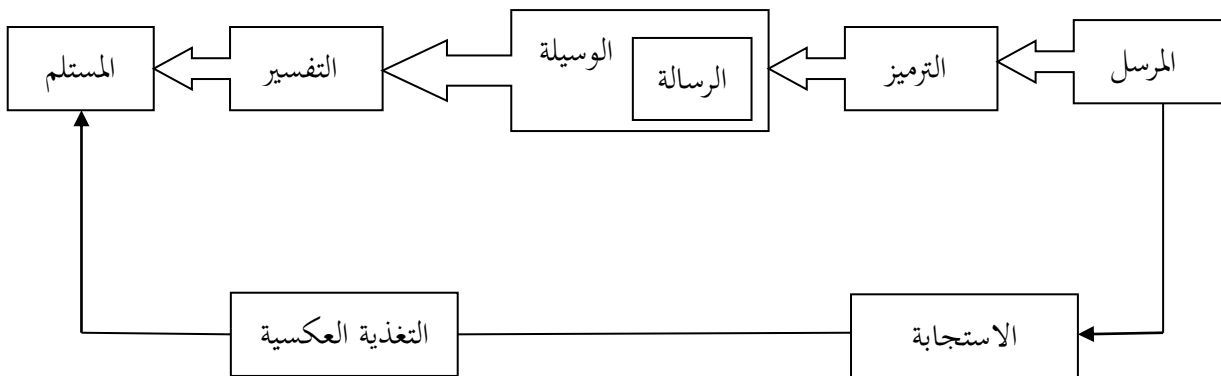 المرسل
الترميز
الوسيلة
الرسالة
التفسير
المستلم
الاستجابة
التغذية العكسية